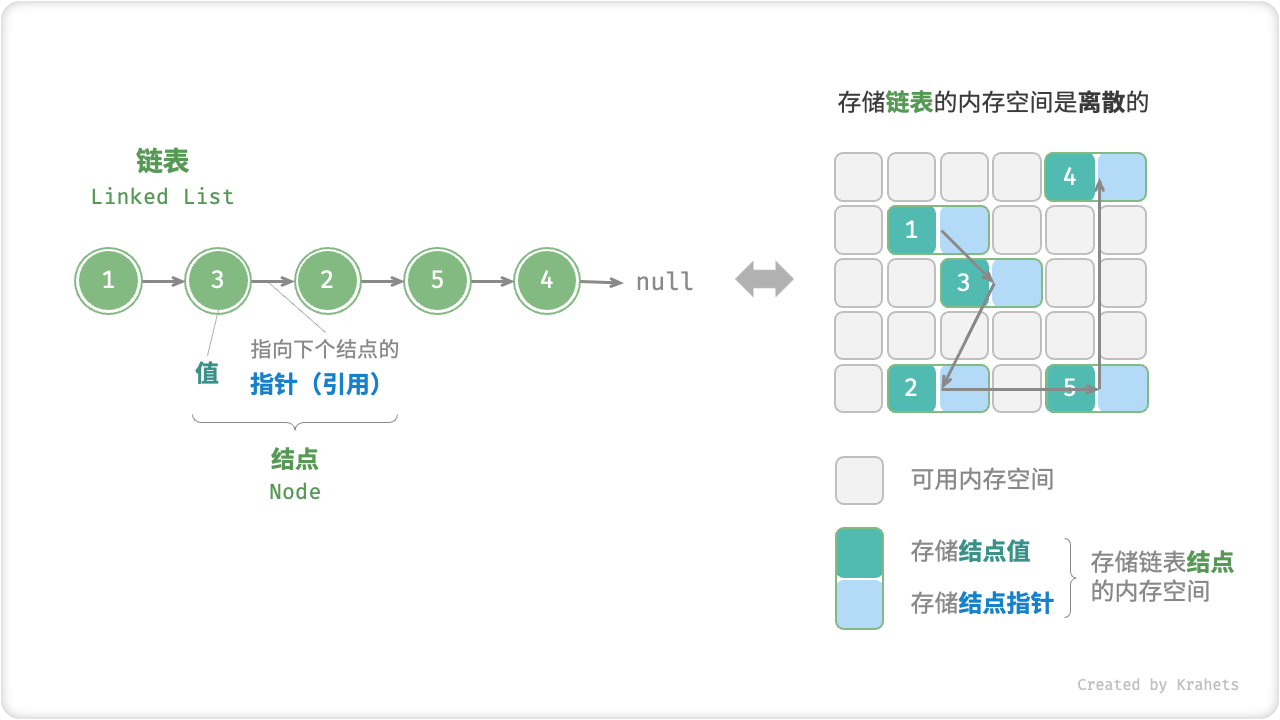 链表
Linked List
1 3 2 5 4 null
值
指向下个结点的
指针（引用）
结点
Node
存储链表的内存空间是离散的
4
1
3
2 5
可用内存空间
存储结点值
存储结点指针
存储链表结点
的内存空间
Created by Krahets